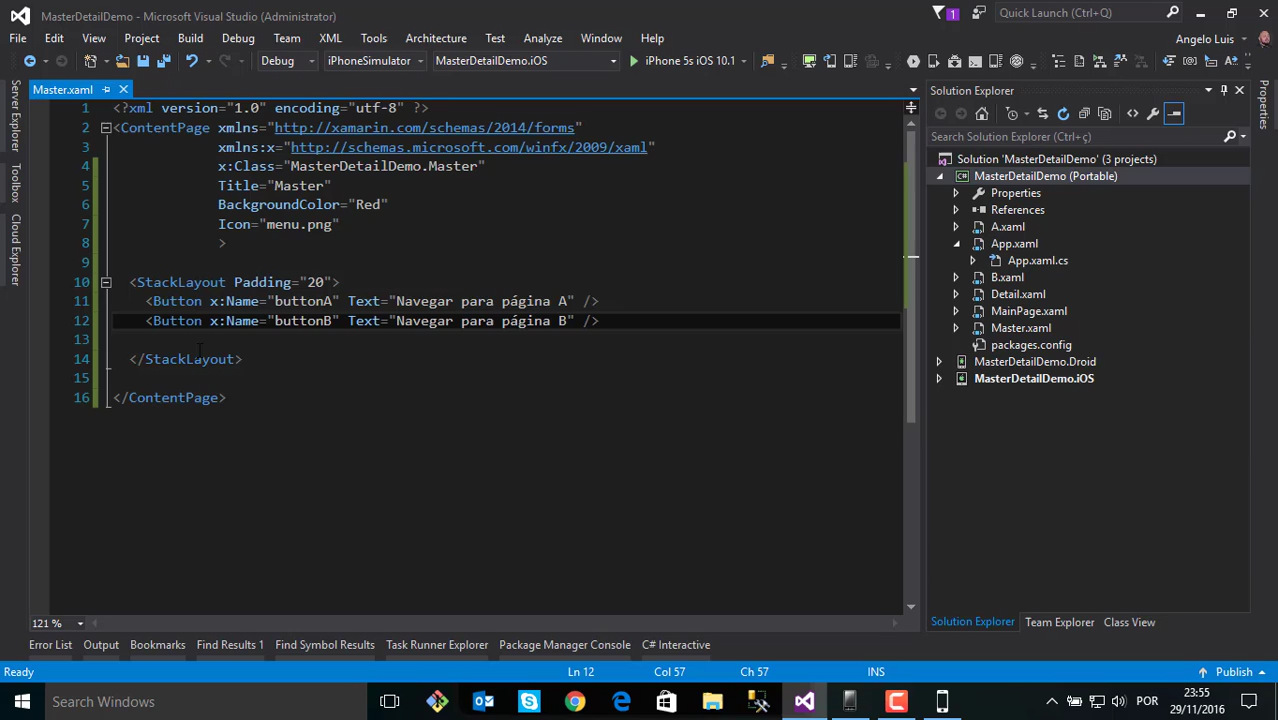 MasterDetailDemo - Microsoft Visual Studio (Administrator)
1
Quick Launch (Ctrl+Q)
File Edit View Project Build Debug Team XML Tools Architecture Test Analyze Window Help
Angelo Luis
Debug iPhoneSimulator MasterDetailDemo.iOS iPhone 5s iOS 10.1
Server Explorer
Toolbox
Cloud Explorer
Master.xaml
1 <?xml version="1.0" encoding="utf-8" ?>
2 <ContentPage xmlns="http://xamarin.com/schemas/2014/forms"
3 xmlns:x="http://schemas.microsoft.com/winfx/2009/xaml"
4 x:Class="MasterDetailDemo.Master"
5 Title="Master"
6 BackgroundColor="Red"
7 Icon="menu.png"
8 >
9
10 <StackLayout Padding="20">
11 <Button x:Name="buttonA" Text="Navegar para página A" />
12 <Button x:Name="buttonB" Text="Navegar para página B" />
13
14 </StackLayout>
15
16 </ContentPage>
121 %
Solution Explorer
Search Solution Explorer (Ctrl+ç)
Solution 'MasterDetailDemo' (3 projects)
MasterDetailDemo (Portable)
Properties
References
A.xaml
App.xaml
App.xaml.cs
B.xaml
Detail.xaml
MainPage.xaml
Master.xaml
packages.config
MasterDetailDemo.Droid
MasterDetailDemo.iOS
Solution Explorer Team Explorer Class View
Properties
Error List Output Bookmarks Find Results 1 Find Symbol Results Task Runner Explorer Package Manager Console C# Interactive
Ready Ln 12 Col 57 Ch 57 INS Publish
Search Windows
POR
23:55
29/11/2016